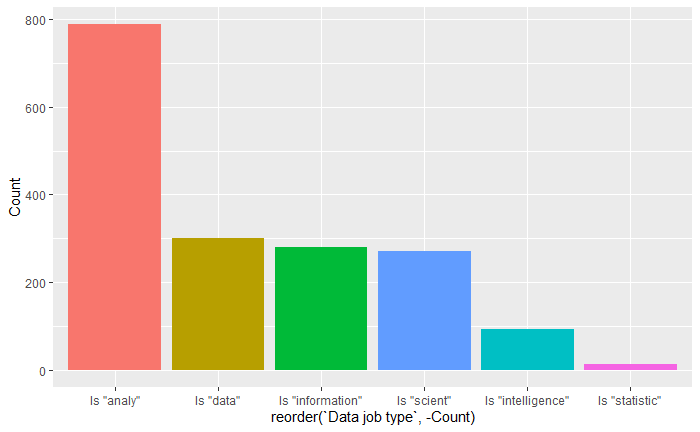 Count
800
600
400
200
0
Is "analy" Is "data" Is "information" Is "scient" Is "intelligence" Is "statistic"
reorder(`Data job type`, -Count)